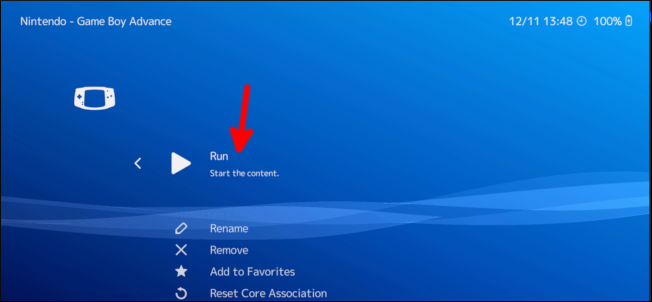 Nintendo - Game Boy Advance
12/11 13:48 100%
Run
Start the content.
Rename
Remove
Add to Favorites
Reset Core Association